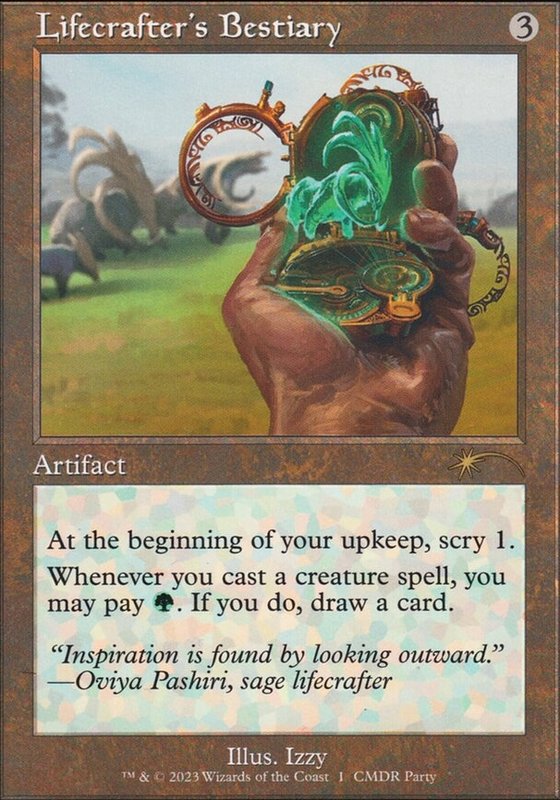 Lifecrafter's Bestiary 3
Artifact
At the beginning of your upkeep, scry 1.
Whenever you cast a creature spell, you
may pay . If you do, draw a card.
“Inspiration is found by looking outward.”
—Oviya Pashiri, sage lifecrafter
Illus. Izzy
™ & © 2023 Wizards of the Coast I CMDR Party